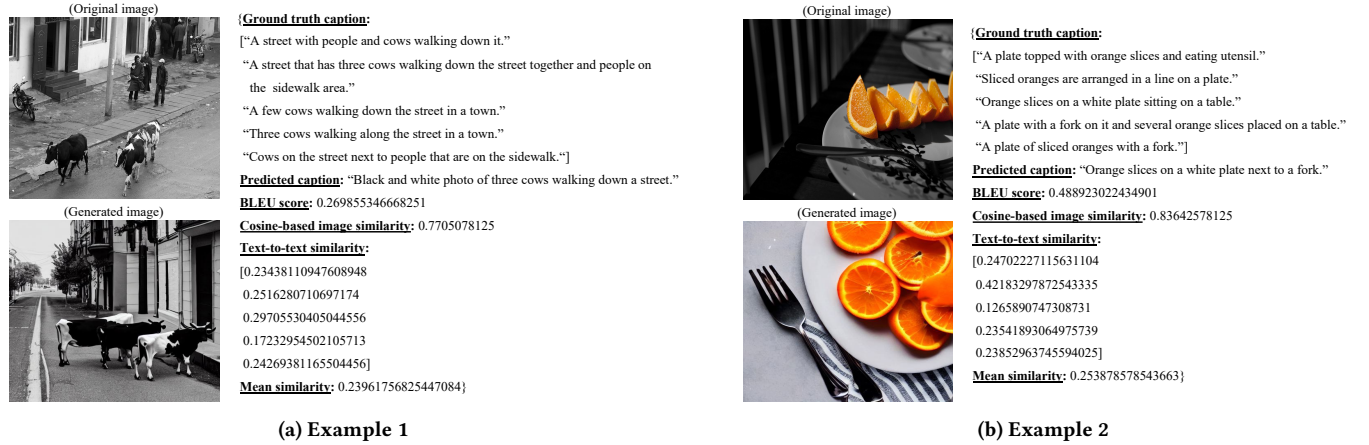 (Original image)
{Ground truth caption:
[“A street with people and cows walking down it.”
“A street that has three cows walking down the street together and people on
the sidewalk area.”
“A few cows walking down the street in a town.”
“Three cows walking along the street in a town.”
“Cows on the street next to people that are on the sidewalk.“]
Predicted caption: “Black and white photo of three cows walking down a street.”
BLEU score: 0.269855346668251
(Generated image)
Cosine-based image similarity: 0.7705078125
Text-to-text similarity:
[0.23438110947608948
0.2516280710697174
0.29705530405044556
0.17232954502105713
0.24269381165504456]
Mean similarity: 0.23961756825447084}
(a) Example 1
(Original image)
{Ground truth caption:
[“A plate topped with orange slices and eating utensil.”
“Sliced oranges are arranged in a line on a plate.”
“Orange slices on a white plate sitting on a table.”
“A plate with a fork on it and several orange slices placed on a table.”
“A plate of sliced oranges with a fork.”]
Predicted caption: “Orange slices on a white plate next to a fork.”
BLEU score: 0.488923022434901
(Generated image)
Cosine-based image similarity: 0.83642578125
Text-to-text similarity:
[0.24702227115631104
0.42183297872543335
0.1265890747308731
0.23541893064975739
0.23852963745594025]
Mean similarity: 0.253878578543663}
(b) Example 2